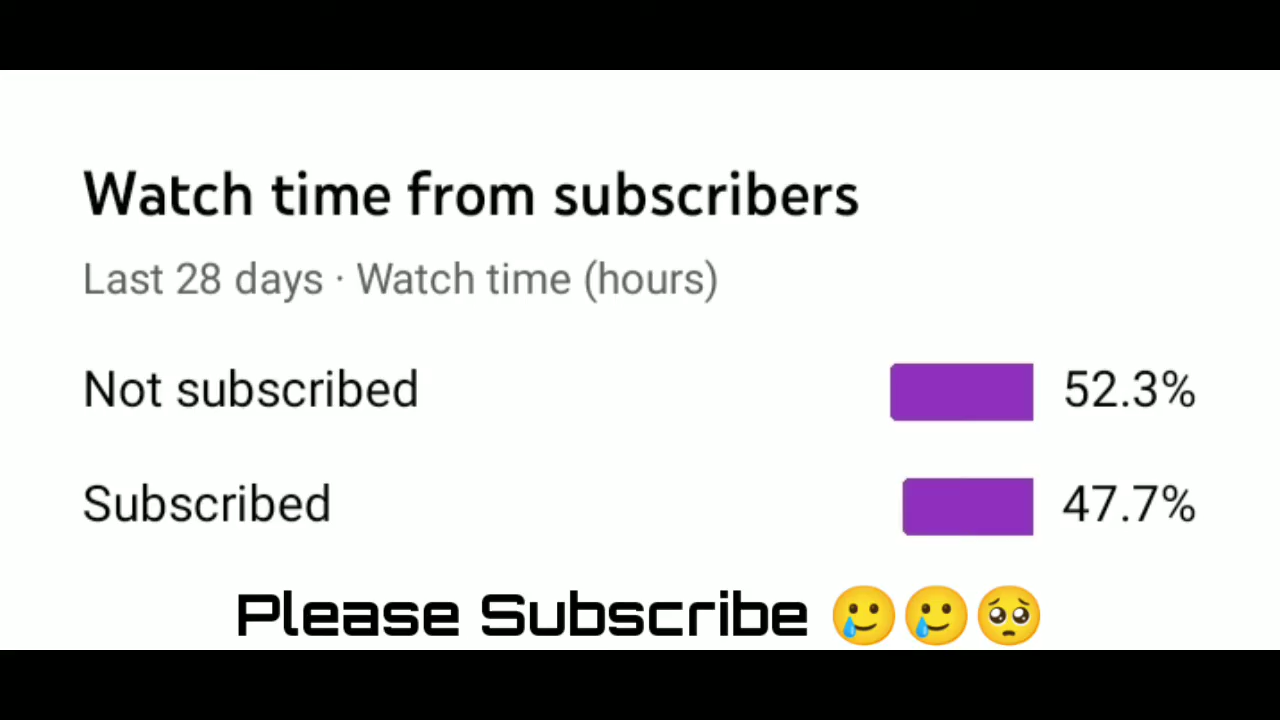 Watch time from subscribers
Last 28 days · Watch time (hours)
Not subscribed 52.3%
Subscribed 47.7%
Please Subscribe 🥲🥲🥺